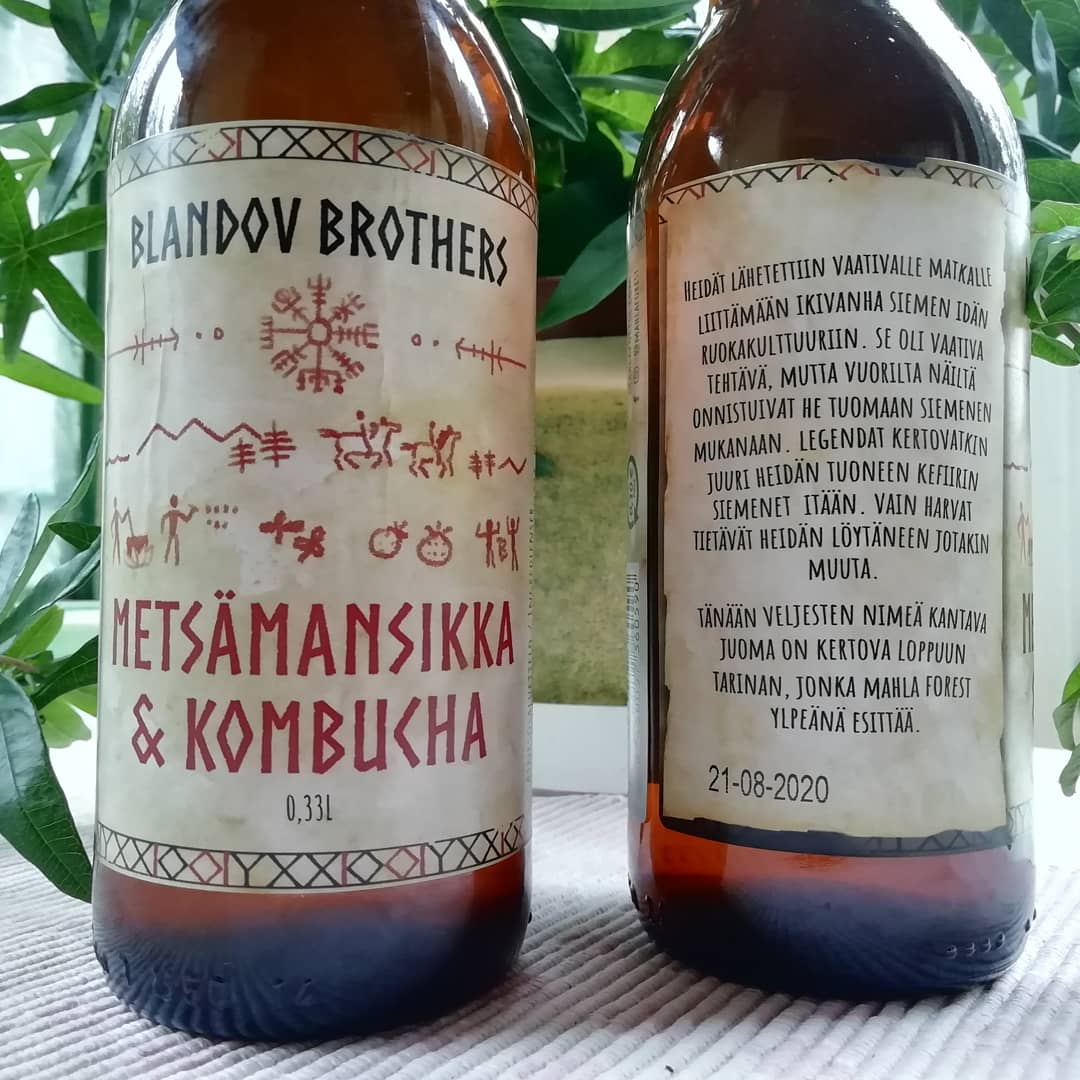 BLANDOV BROTHERS
METSÄMANSIKKA
& KOMBUCHA
0,33L
HEIDÄT LÄHETETTIIN VAATIVALLE MATKALLE
LIITTÄMÄÄN IKIVANHA SIEMEN IDÄN
RUOKAKULTTUURIIN. SE OLI VAATIVA
TEHTÄVÄ, MUTTA VUORILTA NÄILTÄ
ONNISTUIVAT HE TUOMAAN SIEMENEN
MUKANAAN. LEGENDAT KERTOVATKIN
JUURI HEIDÄN TUONEEN KEFIIRIN
SIEMENET ITÄÄN. VAIN HARVAT
TIETÄVÄT HEIDÄN LÖYTÄNEEN JOTAKIN
MUUTA.
TÄNÄÄN VELJESTEN NIMEÄ KANTAVA
JUOMA ON KERTOVA LOPPUUN
TARINAN, JONKA MAHLA FOREST
YLPEÄNÄ ESITTÄÄ.
21-08-2020